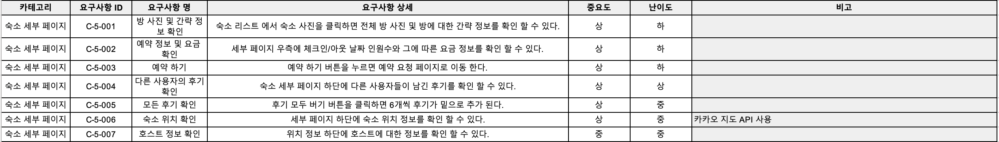 카테고리 요구사항 ID 요구사항 명 요구사항 상세 중요도 난이도 비고
숙소 세부 페이지 C-5-001 방 사진 및 간략 정보 확인 숙소 리스트 에서 숙소 사진을 클릭하면 전체 방 사진 및 방에 대한 간략 정보를 확인 할 수 있다. 상 하
숙소 세부 페이지 C-5-002 예약 정보 및 요금 확인 세부 페이지 우측에 체크인/아웃 날짜 인원수와 그에 따른 요금 정보를 확인 할 수 있다. 상 하
숙소 세부 페이지 C-5-003 예약 하기 예약 하기 버튼을 누르면 예약 요청 페이지로 이동 한다. 상 하
숙소 세부 페이지 C-5-004 다른 사용자의 후기 확인 숙소 세부 페이지 하단에 다른 사용자들이 남긴 후기를 확인 할 수 있다. 상 상
숙소 세부 페이지 C-5-005 모든 후기 확인 후기 모두 버기 버튼을 클릭하면 6개씩 후기가 밑으로 추가 된다. 상 중
숙소 세부 페이지 C-5-006 숙소 위치 확인 세부 페이지 하단에 숙소 위치 정보를 확인 할 수 있다. 상 중 카카오 지도 API 사용
숙소 세부 페이지 C-5-007 호스트 정보 확인 위치 정보 하단에 호스트에 대한 정보를 확인 할 수 있다. 중 중